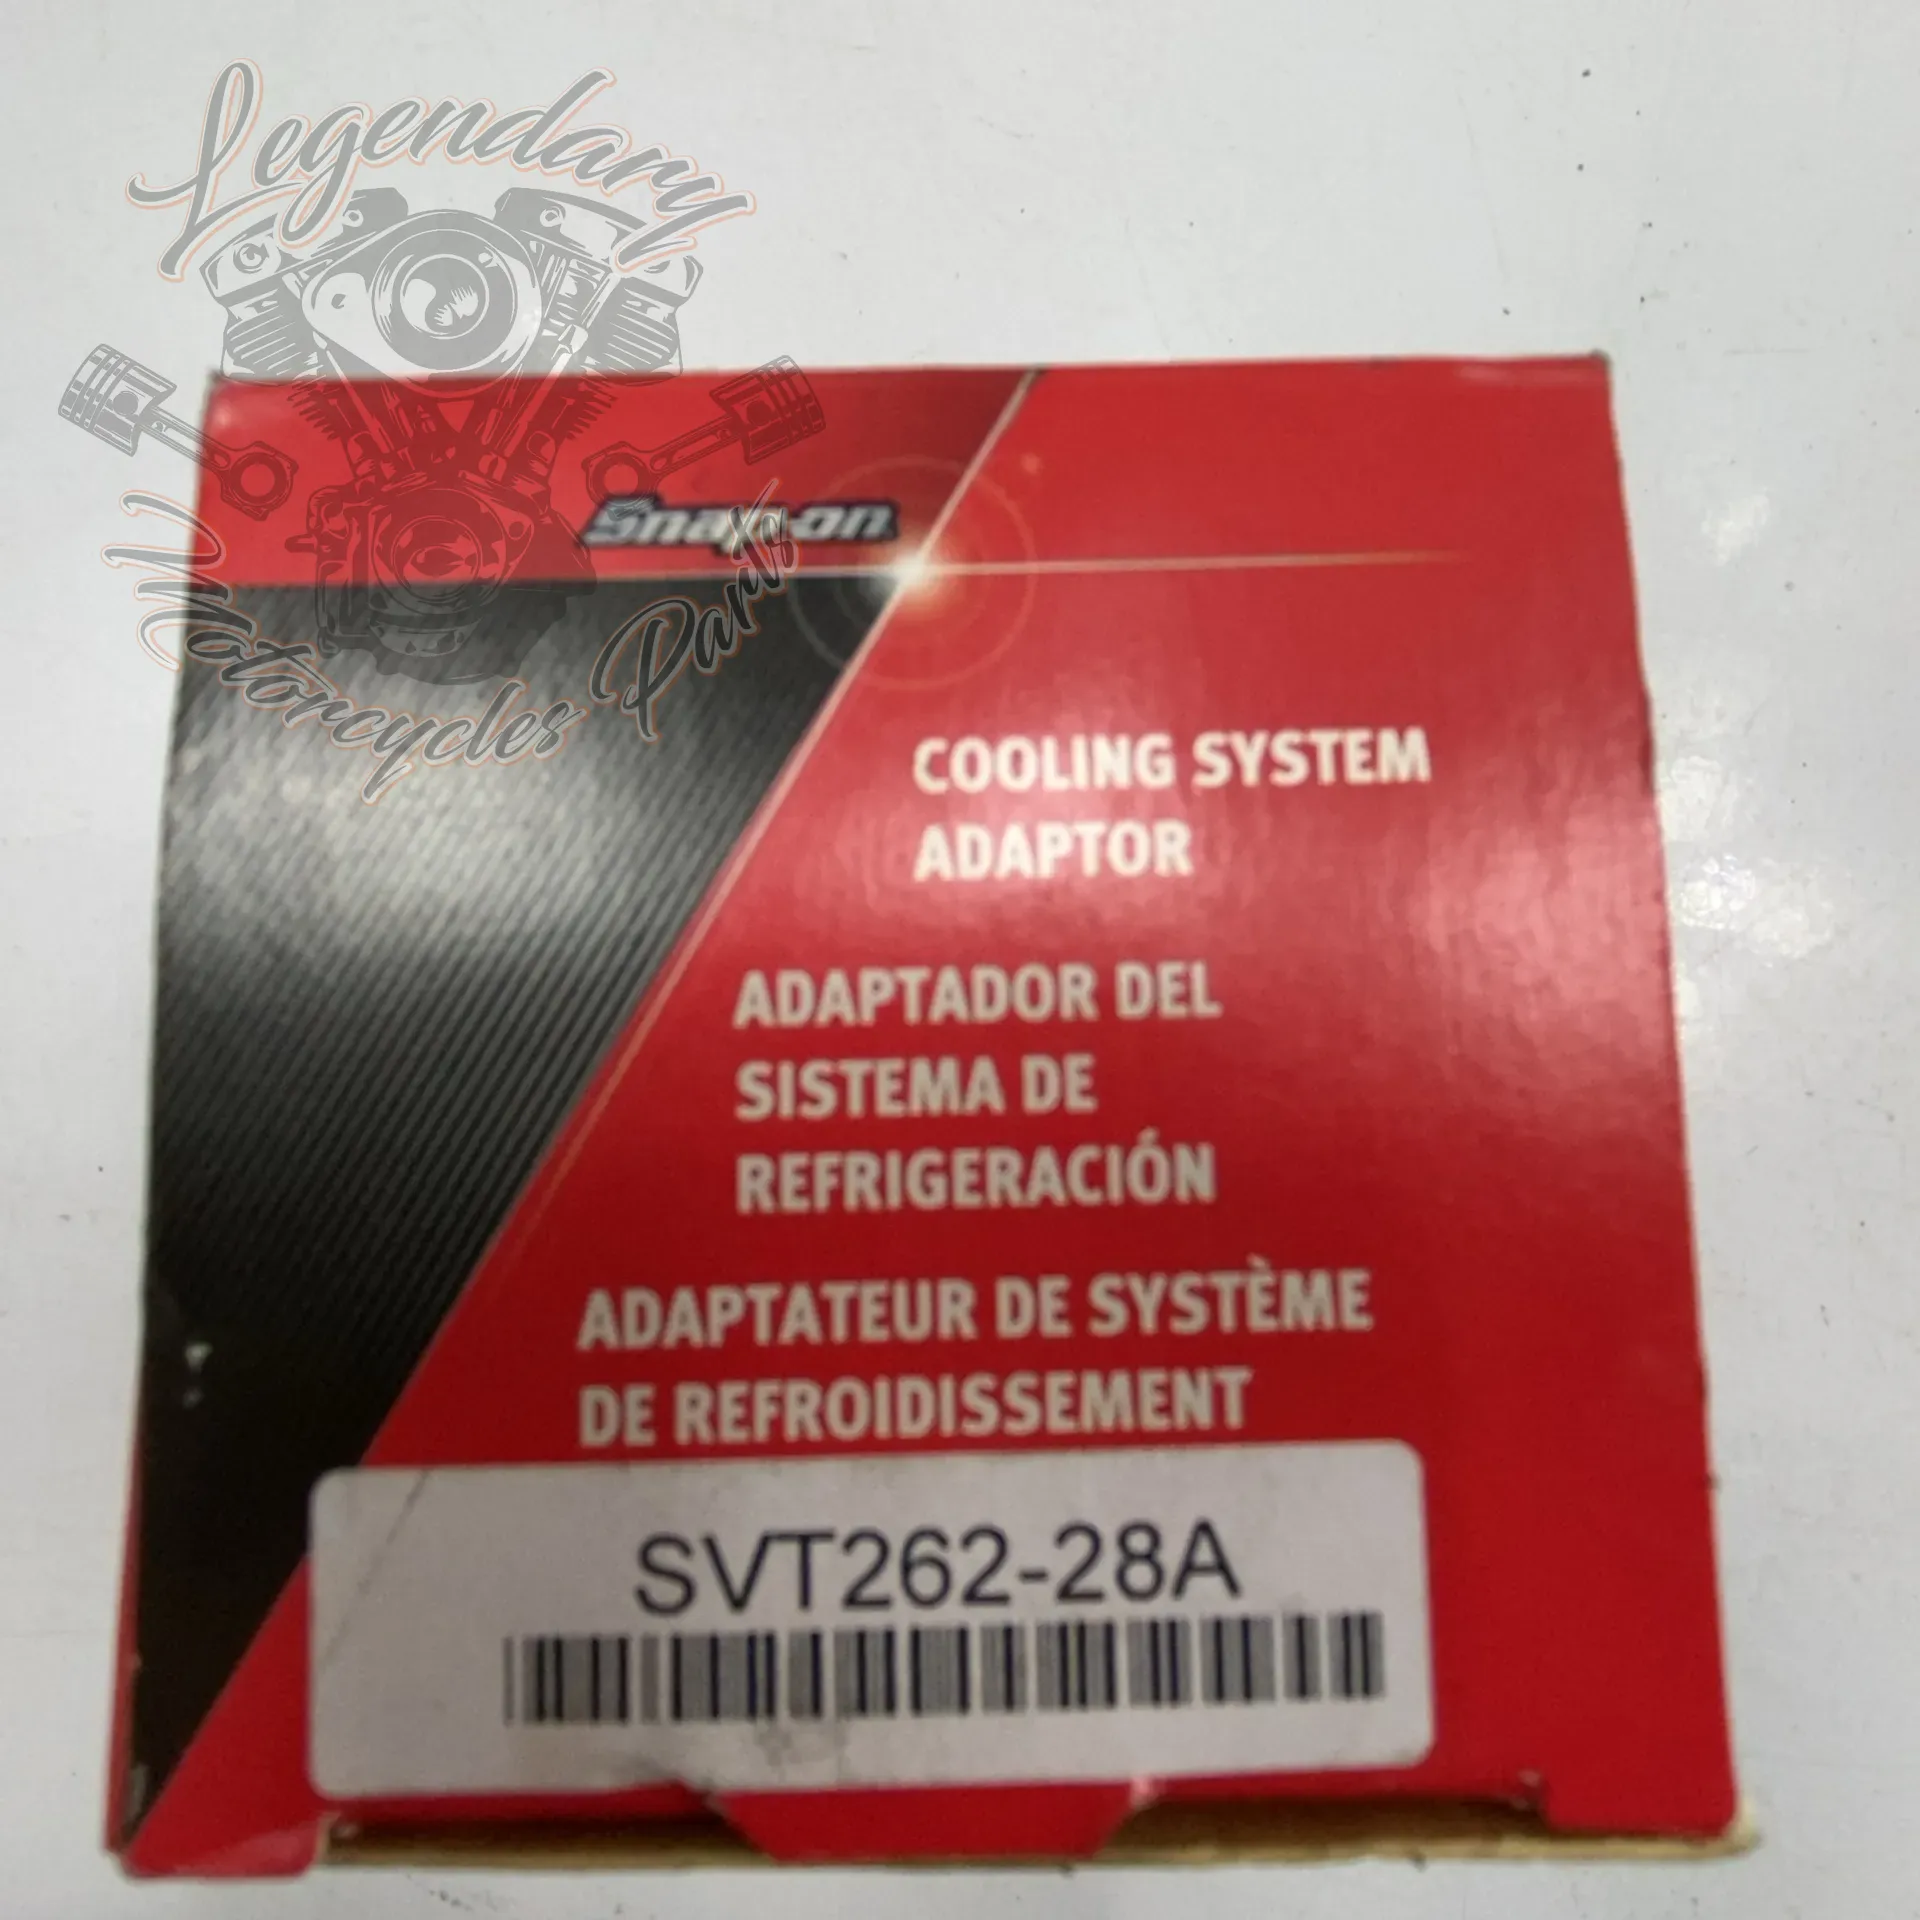 Legendary
Motorcycles Parts
Snap-on
COOLING SYSTEM
ADAPTOR
ADAPTADOR DEL
SISTEMA DE
REFRIGERACIÓN
ADAPTATEUR DE SYSTÈME
DE REFROIDISSEMENT
SVT262-28A